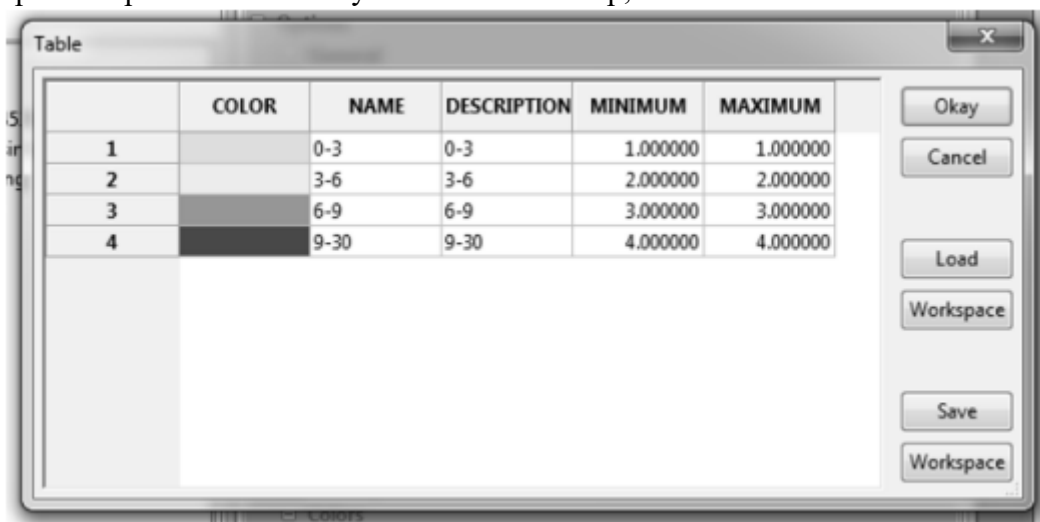 Table
COLOR NAME DESCRIPTION MINIMUM MAXIMUM
1 0-3 0-3 1.000000 1.000000
2 3-6 3-6 2.000000 2.000000
3 6-9 6-9 3.000000 3.000000
4 9-30 9-30 4.000000 4.000000
Okay
Cancel
Load
Workspace
Save
Workspace
Colors